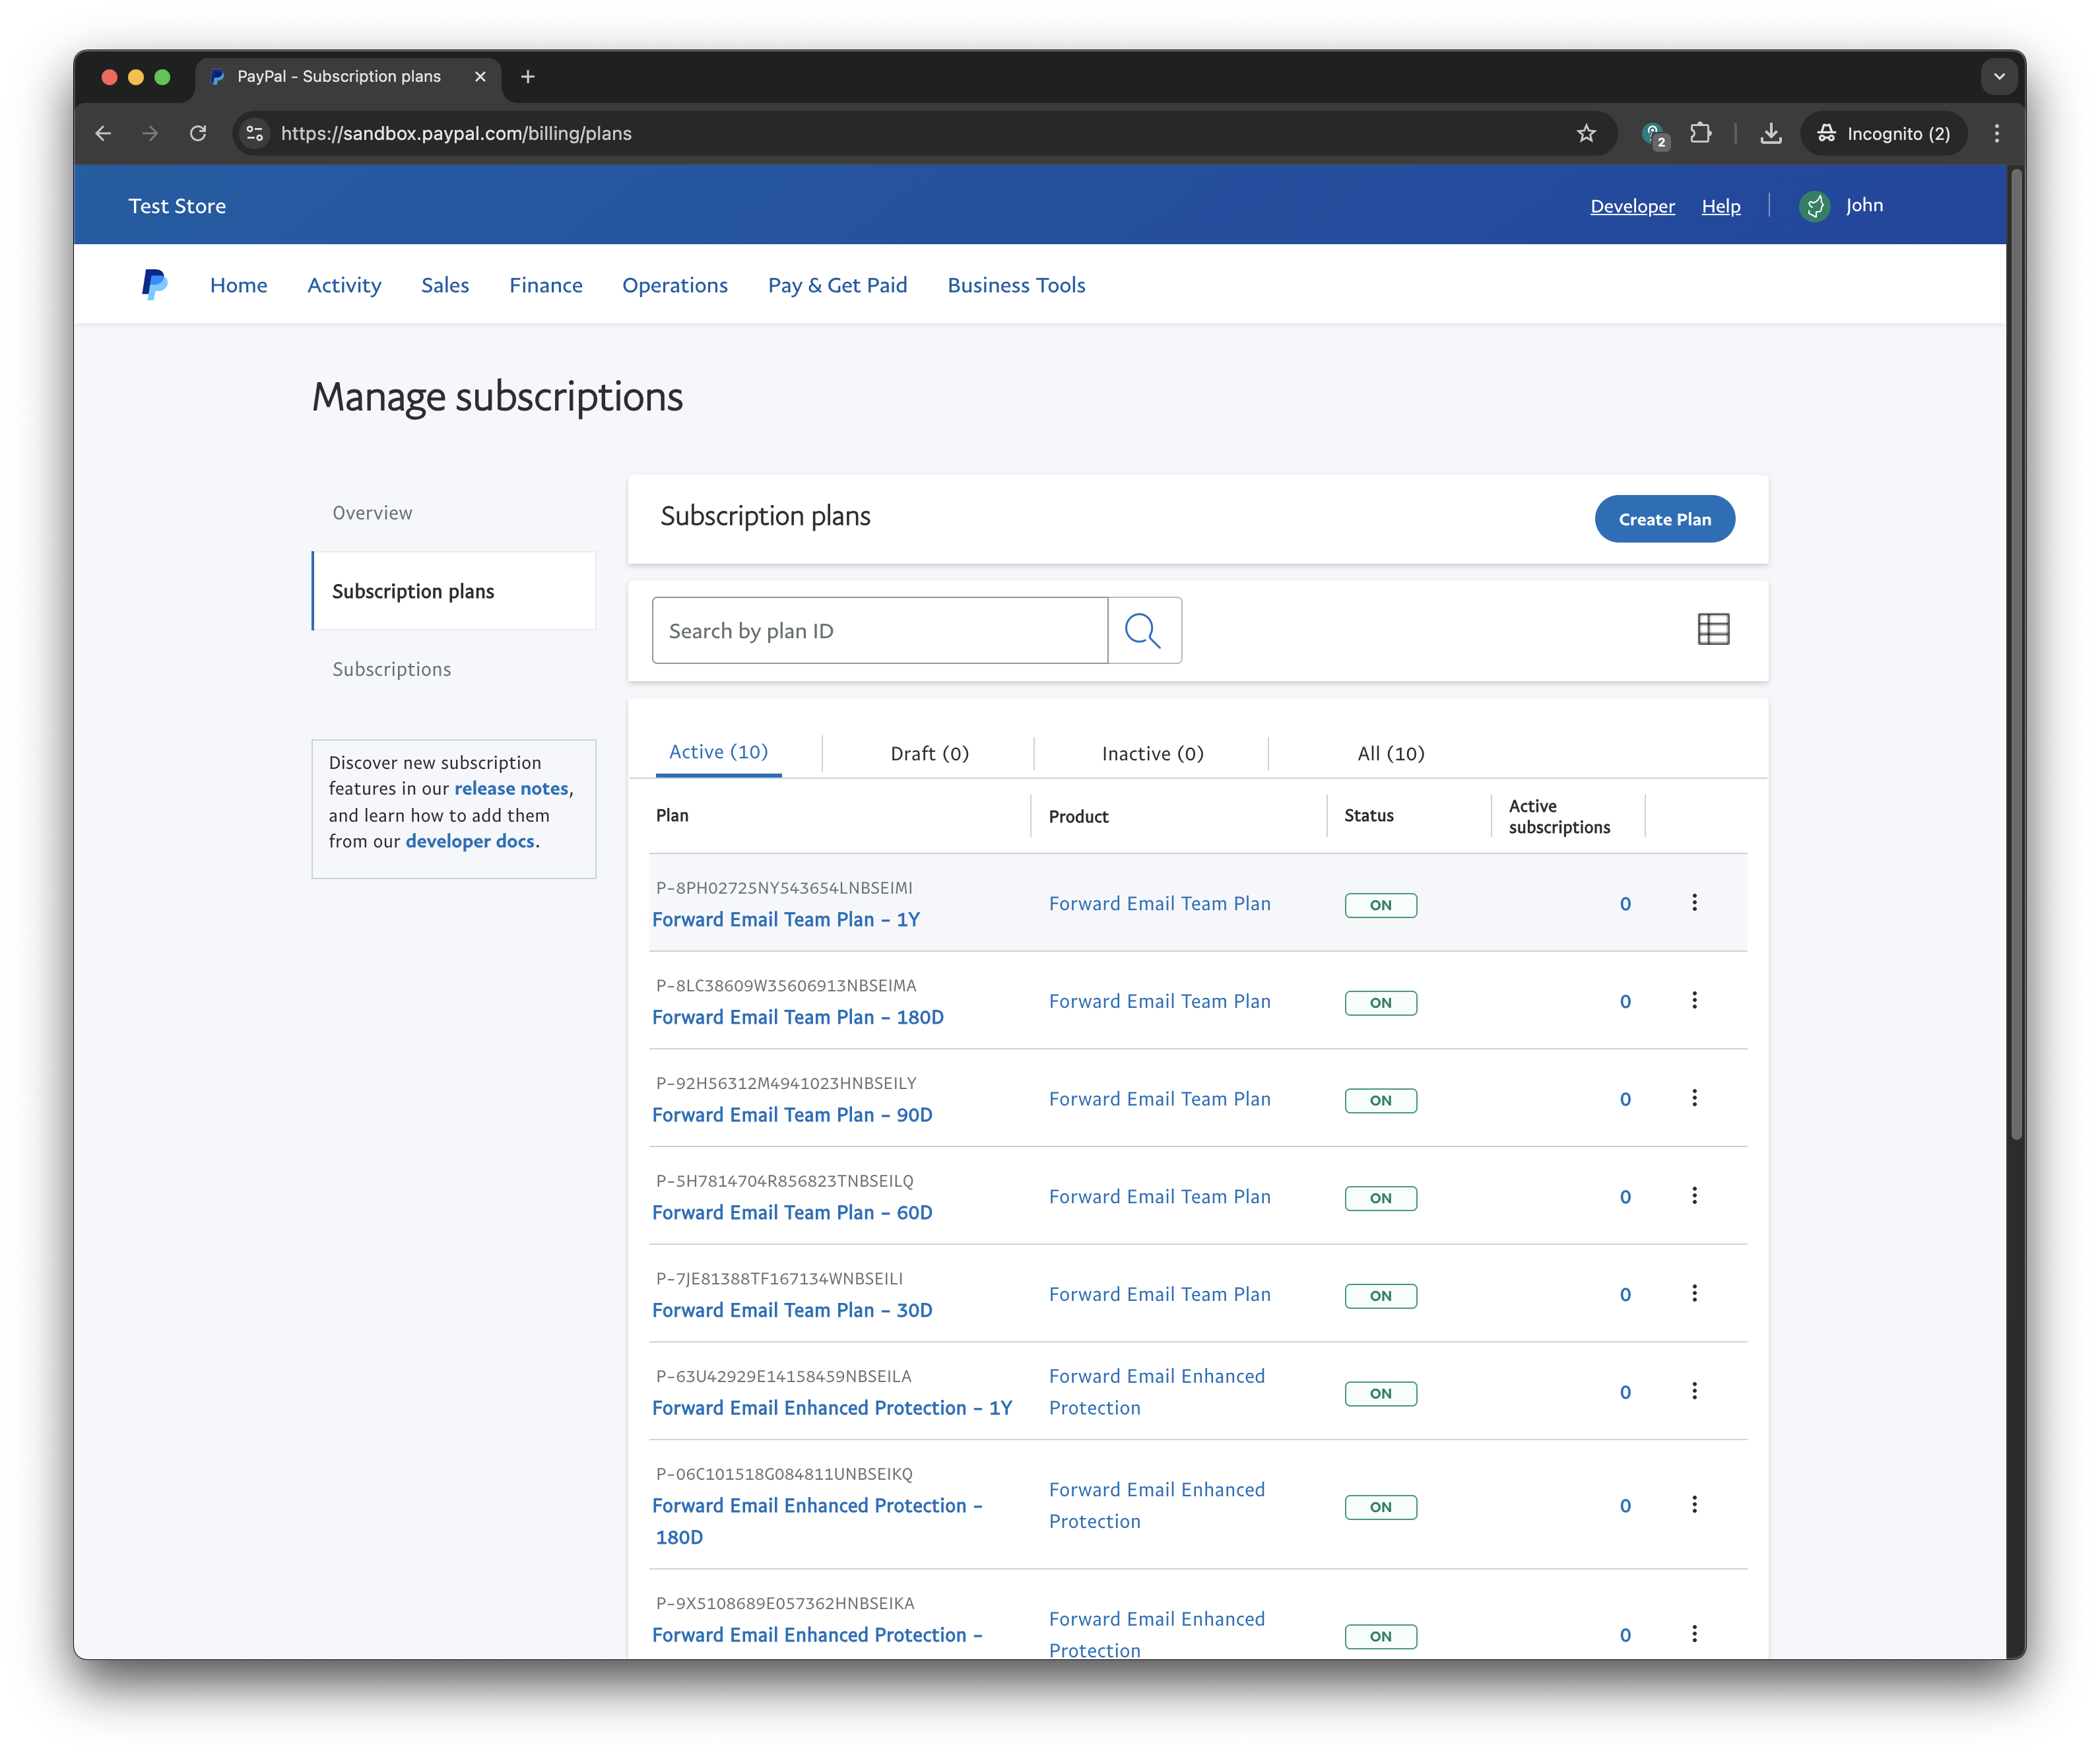 PayPal - Subscription plans
https://sandbox.paypal.com/billing/plans
2
Incognito (2)
Test Store
Developer
Help
John
Home
Activity
Sales
Finance
Operations
Pay & Get Paid
Business Tools
Manage subscriptions
Overview
Subscription plans
Subscriptions
Discover new subscription
features in our release notes,
and learn how to add them
from our developer docs.
Subscription plans
Create Plan
Search by plan ID
Active (10)
Draft (0)
Inactive (0)
All (10)
Plan
Product
Status
Active
subscriptions
P-8PH02725NY543654LNBSEIMI
Forward Email Team Plan - 1Y
Forward Email Team Plan
ON
0
P-8LC38609W35606913NBSEIMA
Forward Email Team Plan - 180D
Forward Email Team Plan
ON
0
P-92H56312M4941023HNBSEILY
Forward Email Team Plan - 90D
Forward Email Team Plan
ON
0
P-5H7814704R856823TNBSEILQ
Forward Email Team Plan - 60D
Forward Email Team Plan
ON
0
P-7JE81388TF167134WNBSEILI
Forward Email Team Plan - 30D
Forward Email Team Plan
ON
0
P-63U42929E14158459NBSEILA
Forward Email Enhanced Protection - 1Y
Forward Email Enhanced
Protection
ON
0
P-06C101518G084811UNBSEIKQ
Forward Email Enhanced Protection -
180D
Forward Email Enhanced
Protection
ON
0
P-9X5108689E057362HNBSEIKA
Forward Email Enhanced Protection -
Forward Email Enhanced
Protection
ON
0